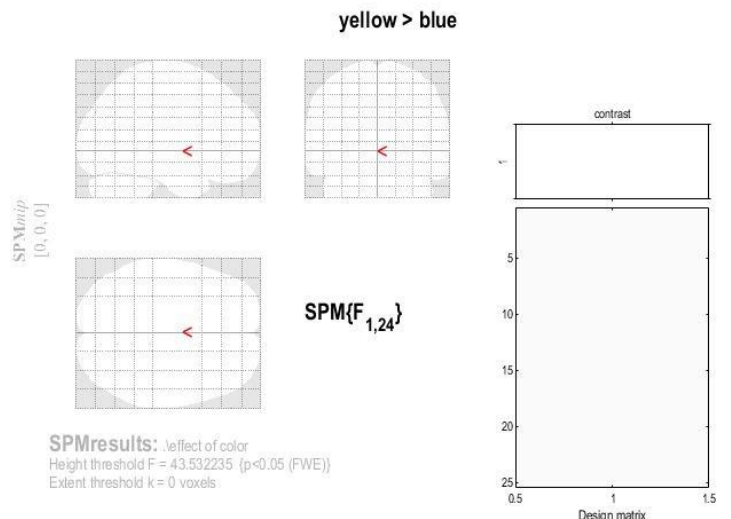 yellow > blue
SPMmip
[0, 0, 0]
<
<
<
SPM{F1,24}
SPMresults: .\effect of color
Height threshold F = 43.532235 {p<0.05 (FWE)}
Extent threshold k = 0 voxels
contrast
1
5
10
15
20
25
0.5 1 1.5
Design matrix